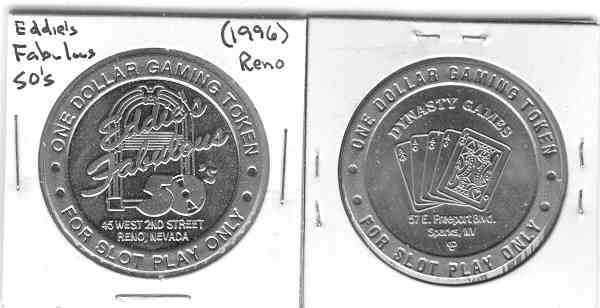 Eddie's
Fabulous
50's
(1996)
Reno
ONE DOLLAR GAMING TOKEN
Eddie's
Fabulous
50's
45 WEST 2ND STREET
RENO, NEVADA
FOR SLOT PLAY ONLY
ONE DOLLAR GAMING TOKEN
DYNASTY GAMES
57 E. Freeport Blvd.
Sparks, NV
FOR SLOT PLAY ONLY